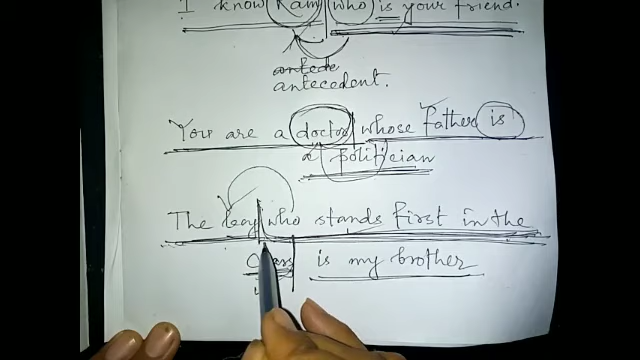 I know Ram who is your friend.
antede
antecedent.
You are a doctor whose father is
a politician
The boy who stands first in the
class is my brother